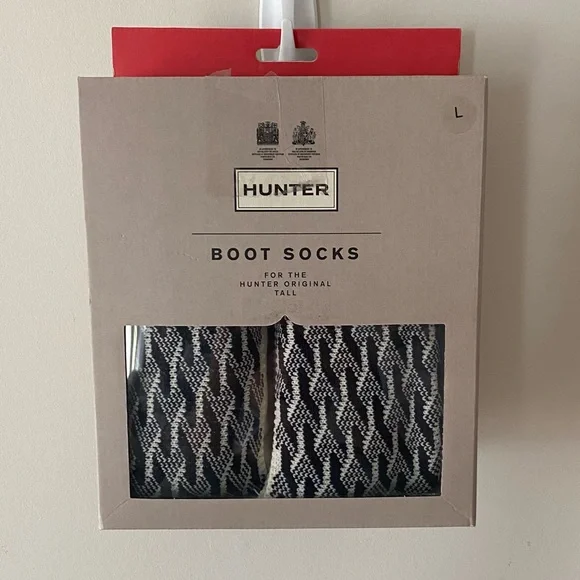 L
HUNTER
BOOT SOCKS
FOR THE
HUNTER ORIGINAL
TALL